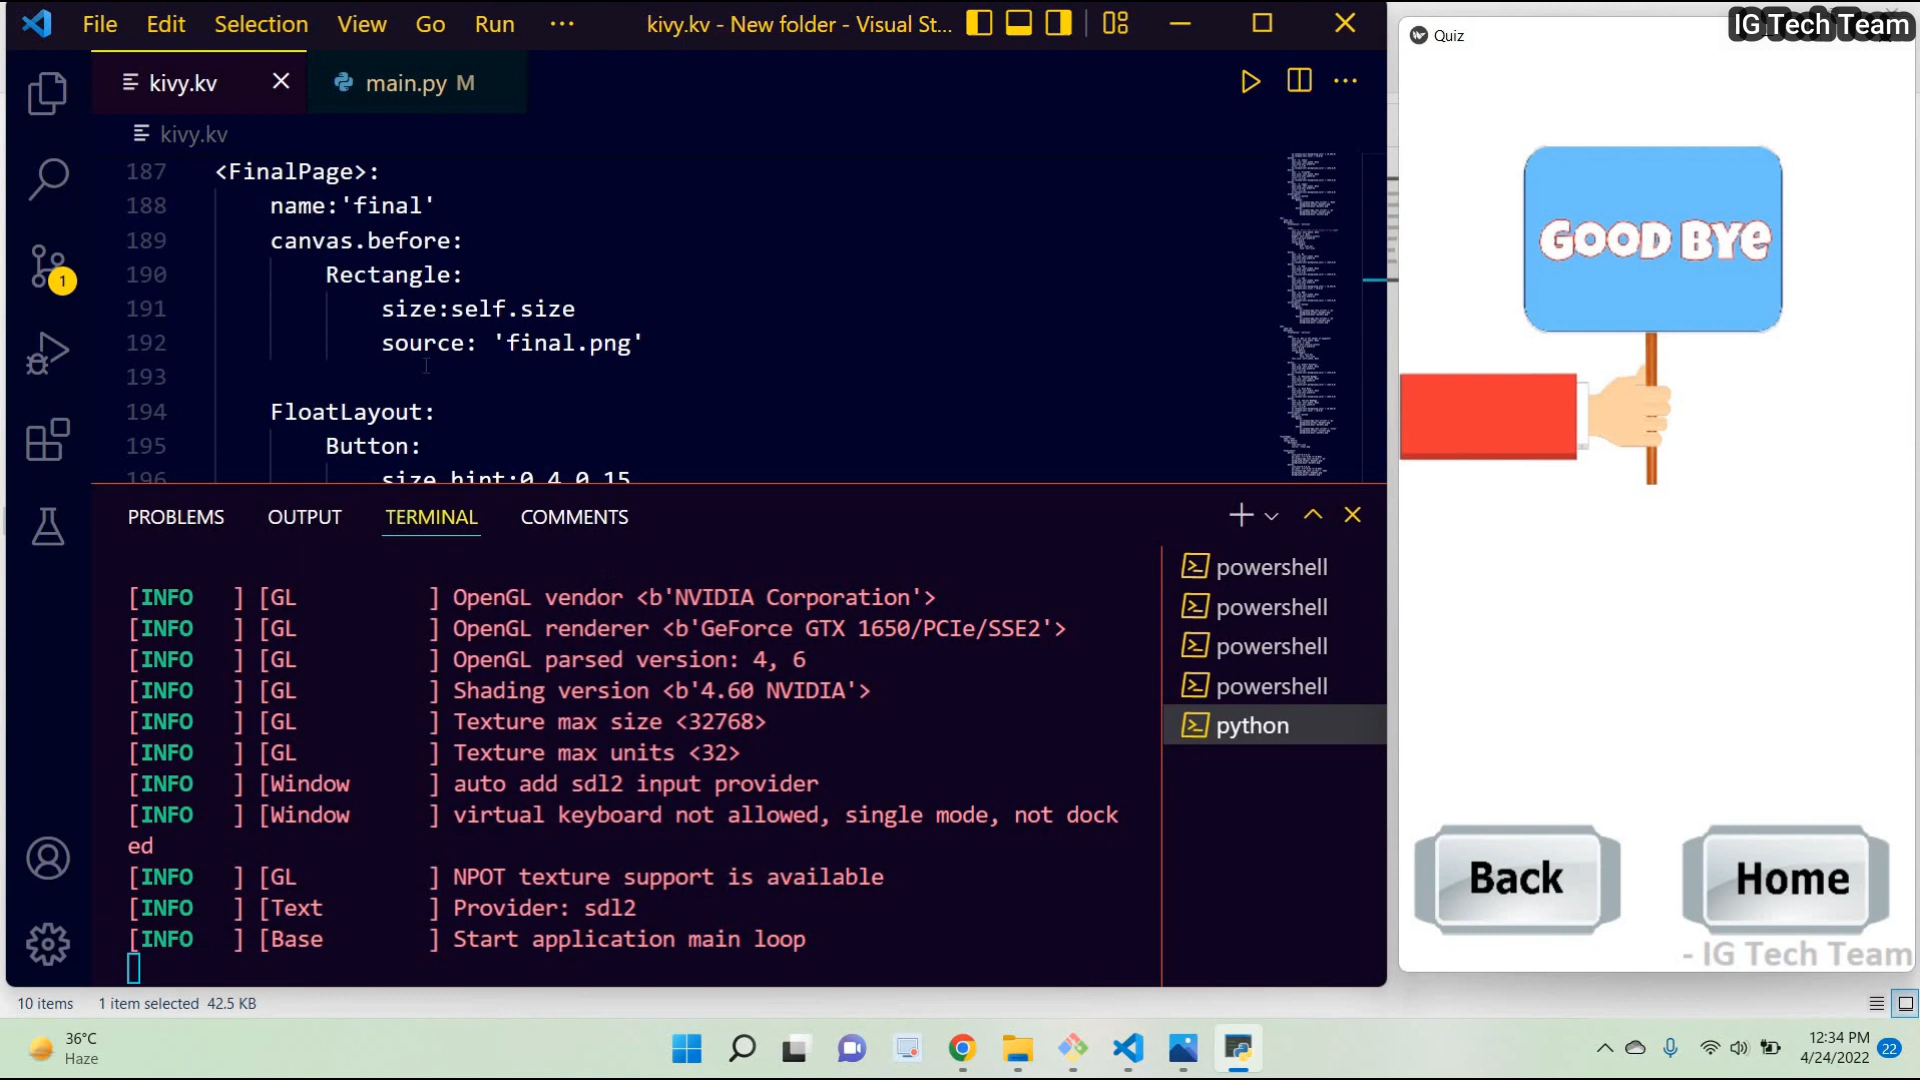 File Edit Selection View Go Run ··· kivy.kv - New folder - Visual St...
IG Tech Team
Quiz
kivy.kv
main.py M
kivy.kv
187 <FinalPage>:
188 name:'final'
189 canvas.before:
190 Rectangle:
191 size:self.size
192 source: 'final.png'
193
194 FloatLayout:
195 Button:
196 size_hint:0.4,0.15
1
GOOD BYe
PROBLEMS OUTPUT TERMINAL COMMENTS
[INFO ] [GL ] OpenGL vendor <b'NVIDIA Corporation'>
[INFO ] [GL ] OpenGL renderer <b'GeForce GTX 1650/PCIe/SSE2'>
[INFO ] [GL ] OpenGL parsed version: 4, 6
[INFO ] [GL ] Shading version <b'4.60 NVIDIA'>
[INFO ] [GL ] Texture max size <32768>
[INFO ] [GL ] Texture max units <32>
[INFO ] [Window ] auto add sdl2 input provider
[INFO ] [Window ] virtual keyboard not allowed, single mode, not dock
ed
[INFO ] [GL ] NPOT texture support is available
[INFO ] [Text ] Provider: sdl2
[INFO ] [Base ] Start application main loop
powershell
powershell
powershell
powershell
python
Back
Home
- IG Tech Team
10 items 1 item selected 42.5 KB
36°C
Haze
12:34 PM
4/24/2022
22